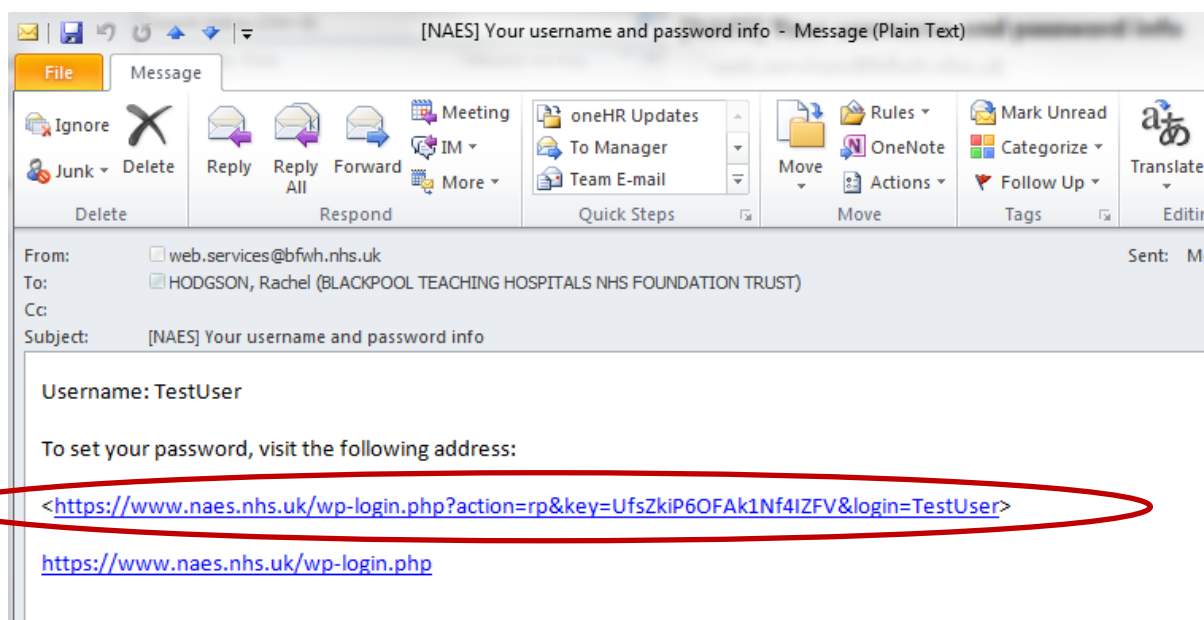 [NAES] Your username and password info - Message (Plain Text)
File Message
Ignore
Junk
Delete
Reply
Reply All
Forward
Meeting
IM
More
oneHR Updates
To Manager
Team E-mail
Move
Rules
OneNote
Actions
Mark Unread
Categorize
Follow Up
aあ
Translate
Delete Respond Quick Steps Move Tags Editin
From: web.services@bfwh.nhs.uk Sent: M
To: HODGSON, Rachel (BLACKPOOL TEACHING HOSPITALS NHS FOUNDATION TRUST)
Cc:
Subject: [NAES] Your username and password info
Username: TestUser
To set your password, visit the following address:
<https://www.naes.nhs.uk/wp-login.php?action=rp&key=UfsZkiP6OFAk1Nf4IZFV&login=TestUser>
https://www.naes.nhs.uk/wp-login.php